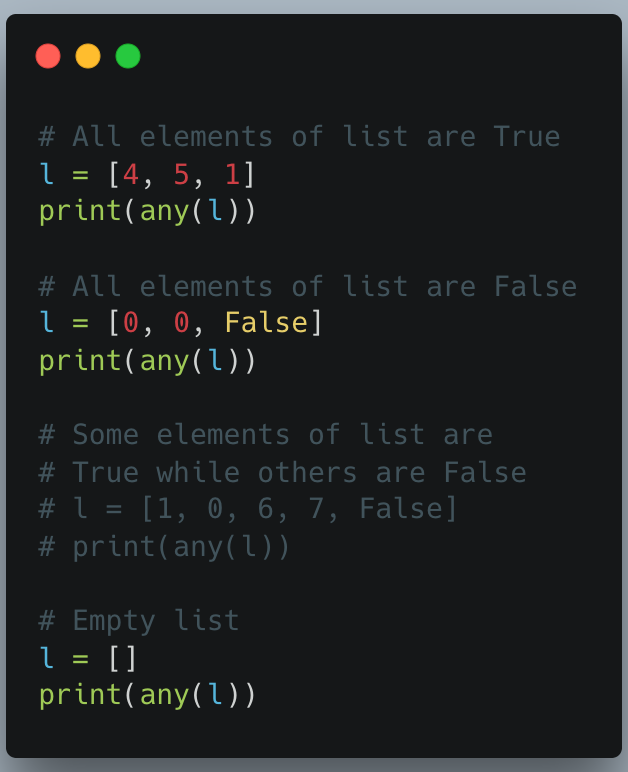 # All elements of list are True
l = [4, 5, 1]
print(any(l))
# All elements of list are False
l = [0, 0, False]
print(any(l))
# Some elements of list are
# True while others are False
# l = [1, 0, 6, 7, False]
# print(any(l))
# Empty list
l = []
print(any(l))